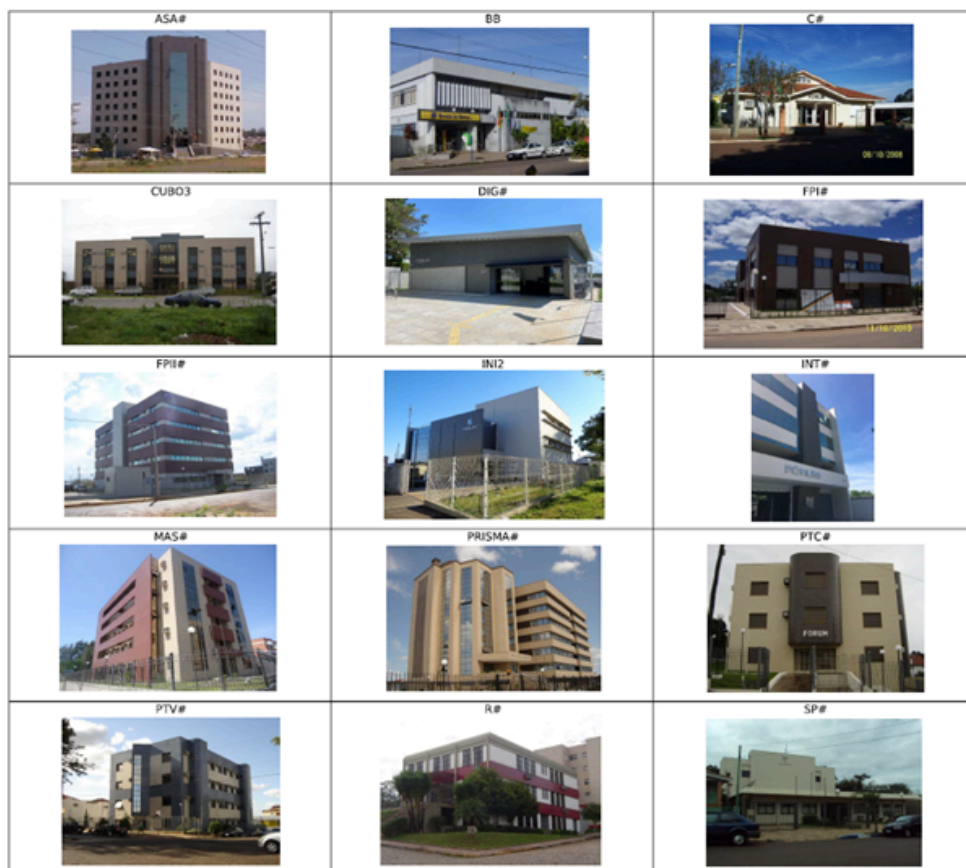 ASA#
BB
C#
08/10/2008
CUBO3
DIG#
FPI#
11/10/2010
FPII#
INI2
INT#
MAS#
PRISMA#
PTC#
FORUM
PTV#
R#
SP#